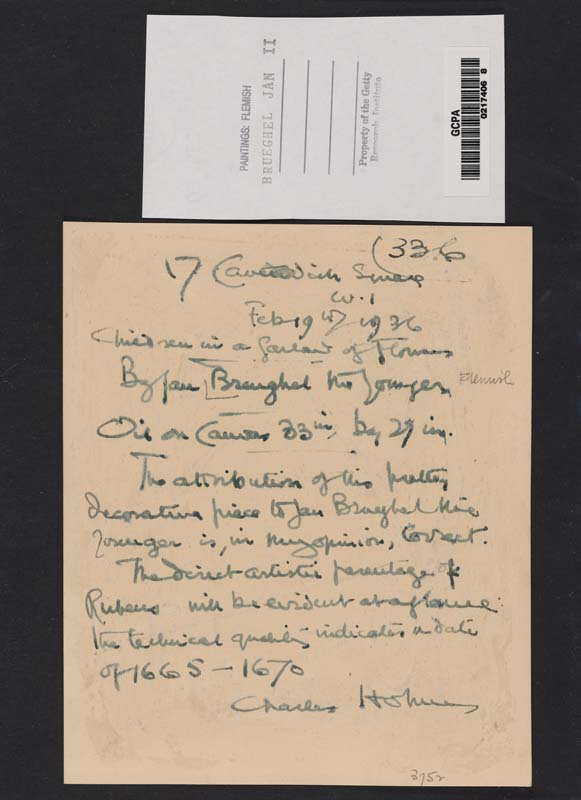 PAINTINGS: FLEMISH
BRUEGHEL JAN II
Property of the Getty
Research Institute
GCPA
0217406 8
(336
17 Cavendish Square
W.1
Feb 19th 1936
Children in a garland of Flowers
By Jan [Brueghel the Younger.
Flemish.
Oil on Canvas 33 in, by 29 in.
The attribution of this pretty
decorative piece to Jan Brueghel the
Younger is, in my opinion, correct.
The direct artistic parentage of
Rubens will be evident at a glance
the technical quality indicates a date
of 1665 - 1670
Charles Holmes
3752